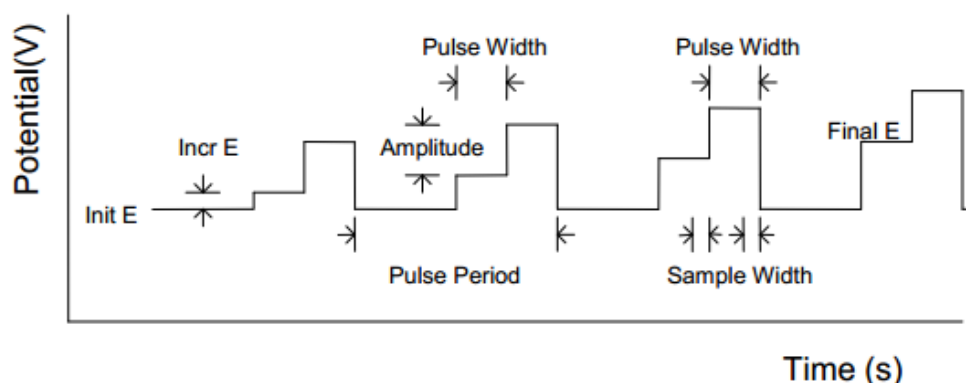 Potential(V)
Pulse Width
Pulse Width
Incr E
Amplitude
Final E
Init E
Pulse Period
Sample Width
Time (s)